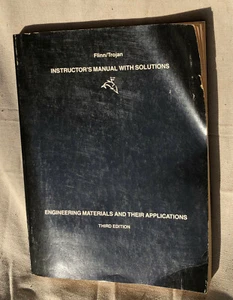 Flinn/Trojan
INSTRUCTOR'S MANUAL WITH SOLUTIONS
ENGINEERING MATERIALS AND THEIR APPLICATIONS
THIRD EDITION